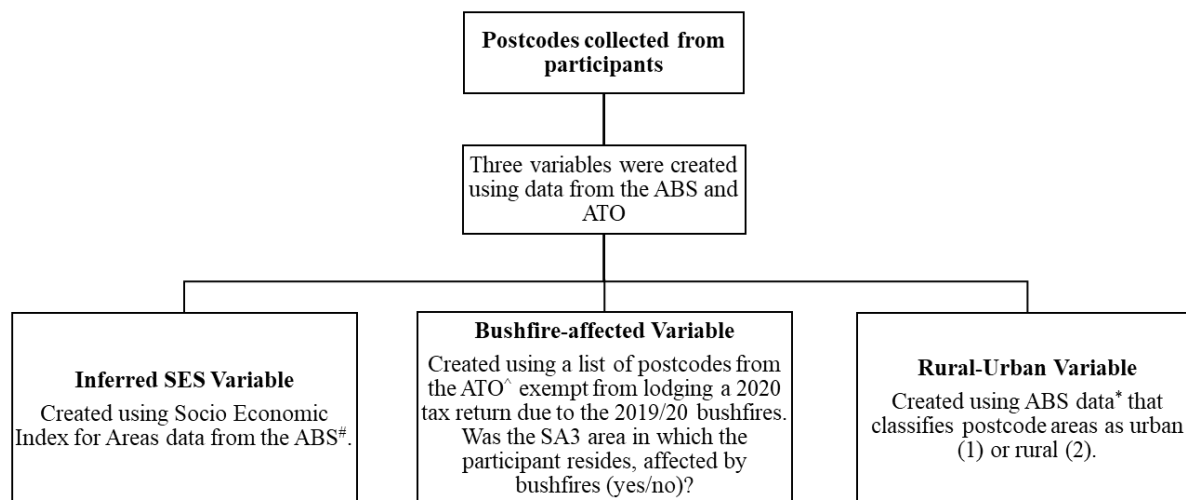 Postcodes collected from
participants
Three variables were created
using data from the ABS and
ATO
Inferred SES Variable
Created using Socio Economic
Index for Areas data from the ABS#.
Bushfire-affected Variable
Created using a list of postcodes from
the ATO^ exempt from lodging a 2020
tax return due to the 2019/20 bushfires.
Was the SA3 area in which the
participant resides, affected by
bushfires (yes/no)?
Rural-Urban Variable
Created using ABS data* that
classifies postcode areas as urban
(1) or rural (2).